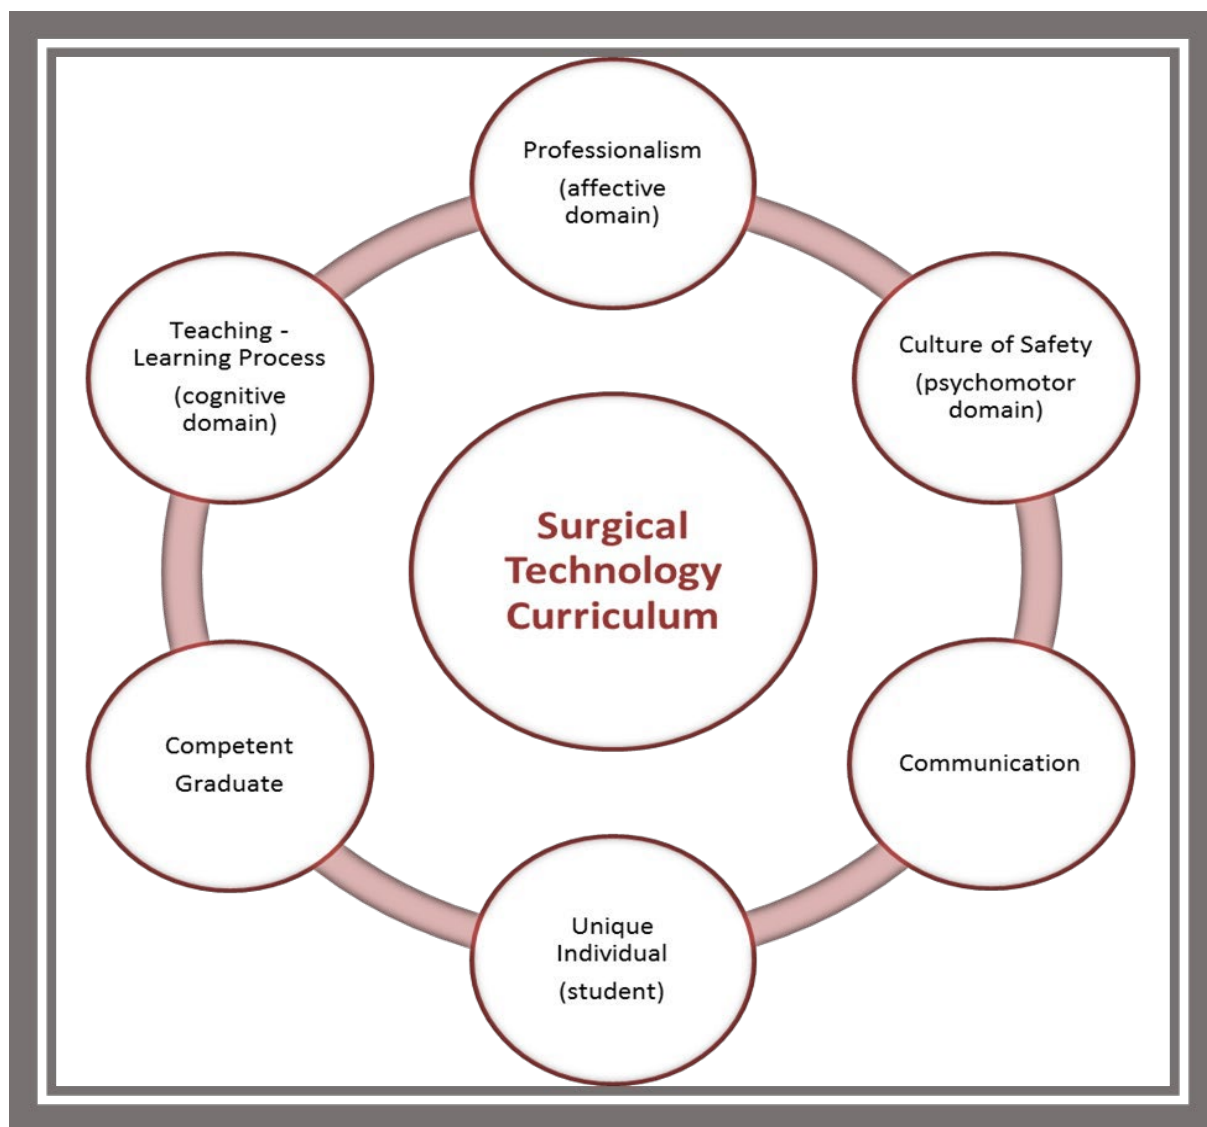 Professionalism
(affective
domain)
Culture of Safety
(psychomotor
domain)
Communication
Unique
Individual
(student)
Competent
Graduate
Teaching -
Learning Process
(cognitive
domain)
Surgical
Technology
Curriculum